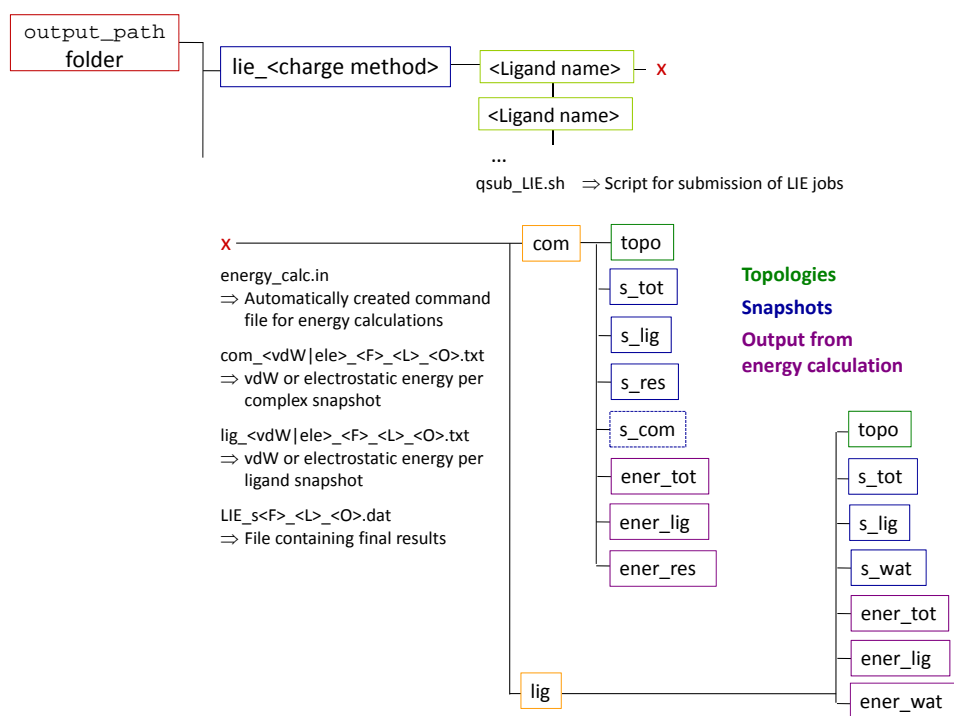 output_path
folder
lie_<charge method>
<Ligand name>
x
<Ligand name>
...
qsub_LIE.sh ⇒ Script for submission of LIE jobs
x
energy_calc.in
⇒ Automatically created command
file for energy calculations
com_<vdW|ele>_<F>_<L>_<O>.txt
⇒ vdW or electrostatic energy per
complex snapshot
lig_<vdW|ele>_<F>_<L>_<O>.txt
⇒ vdW or electrostatic energy per
ligand snapshot
LIE_s<F>_<L>_<O>.dat
⇒ File containing final results
com
topo
s_tot
s_lig
s_res
s_com
ener_tot
ener_lig
ener_res
Topologies
Snapshots
Output from
energy calculation
lig
topo
s_tot
s_lig
s_wat
ener_tot
ener_lig
ener_wat